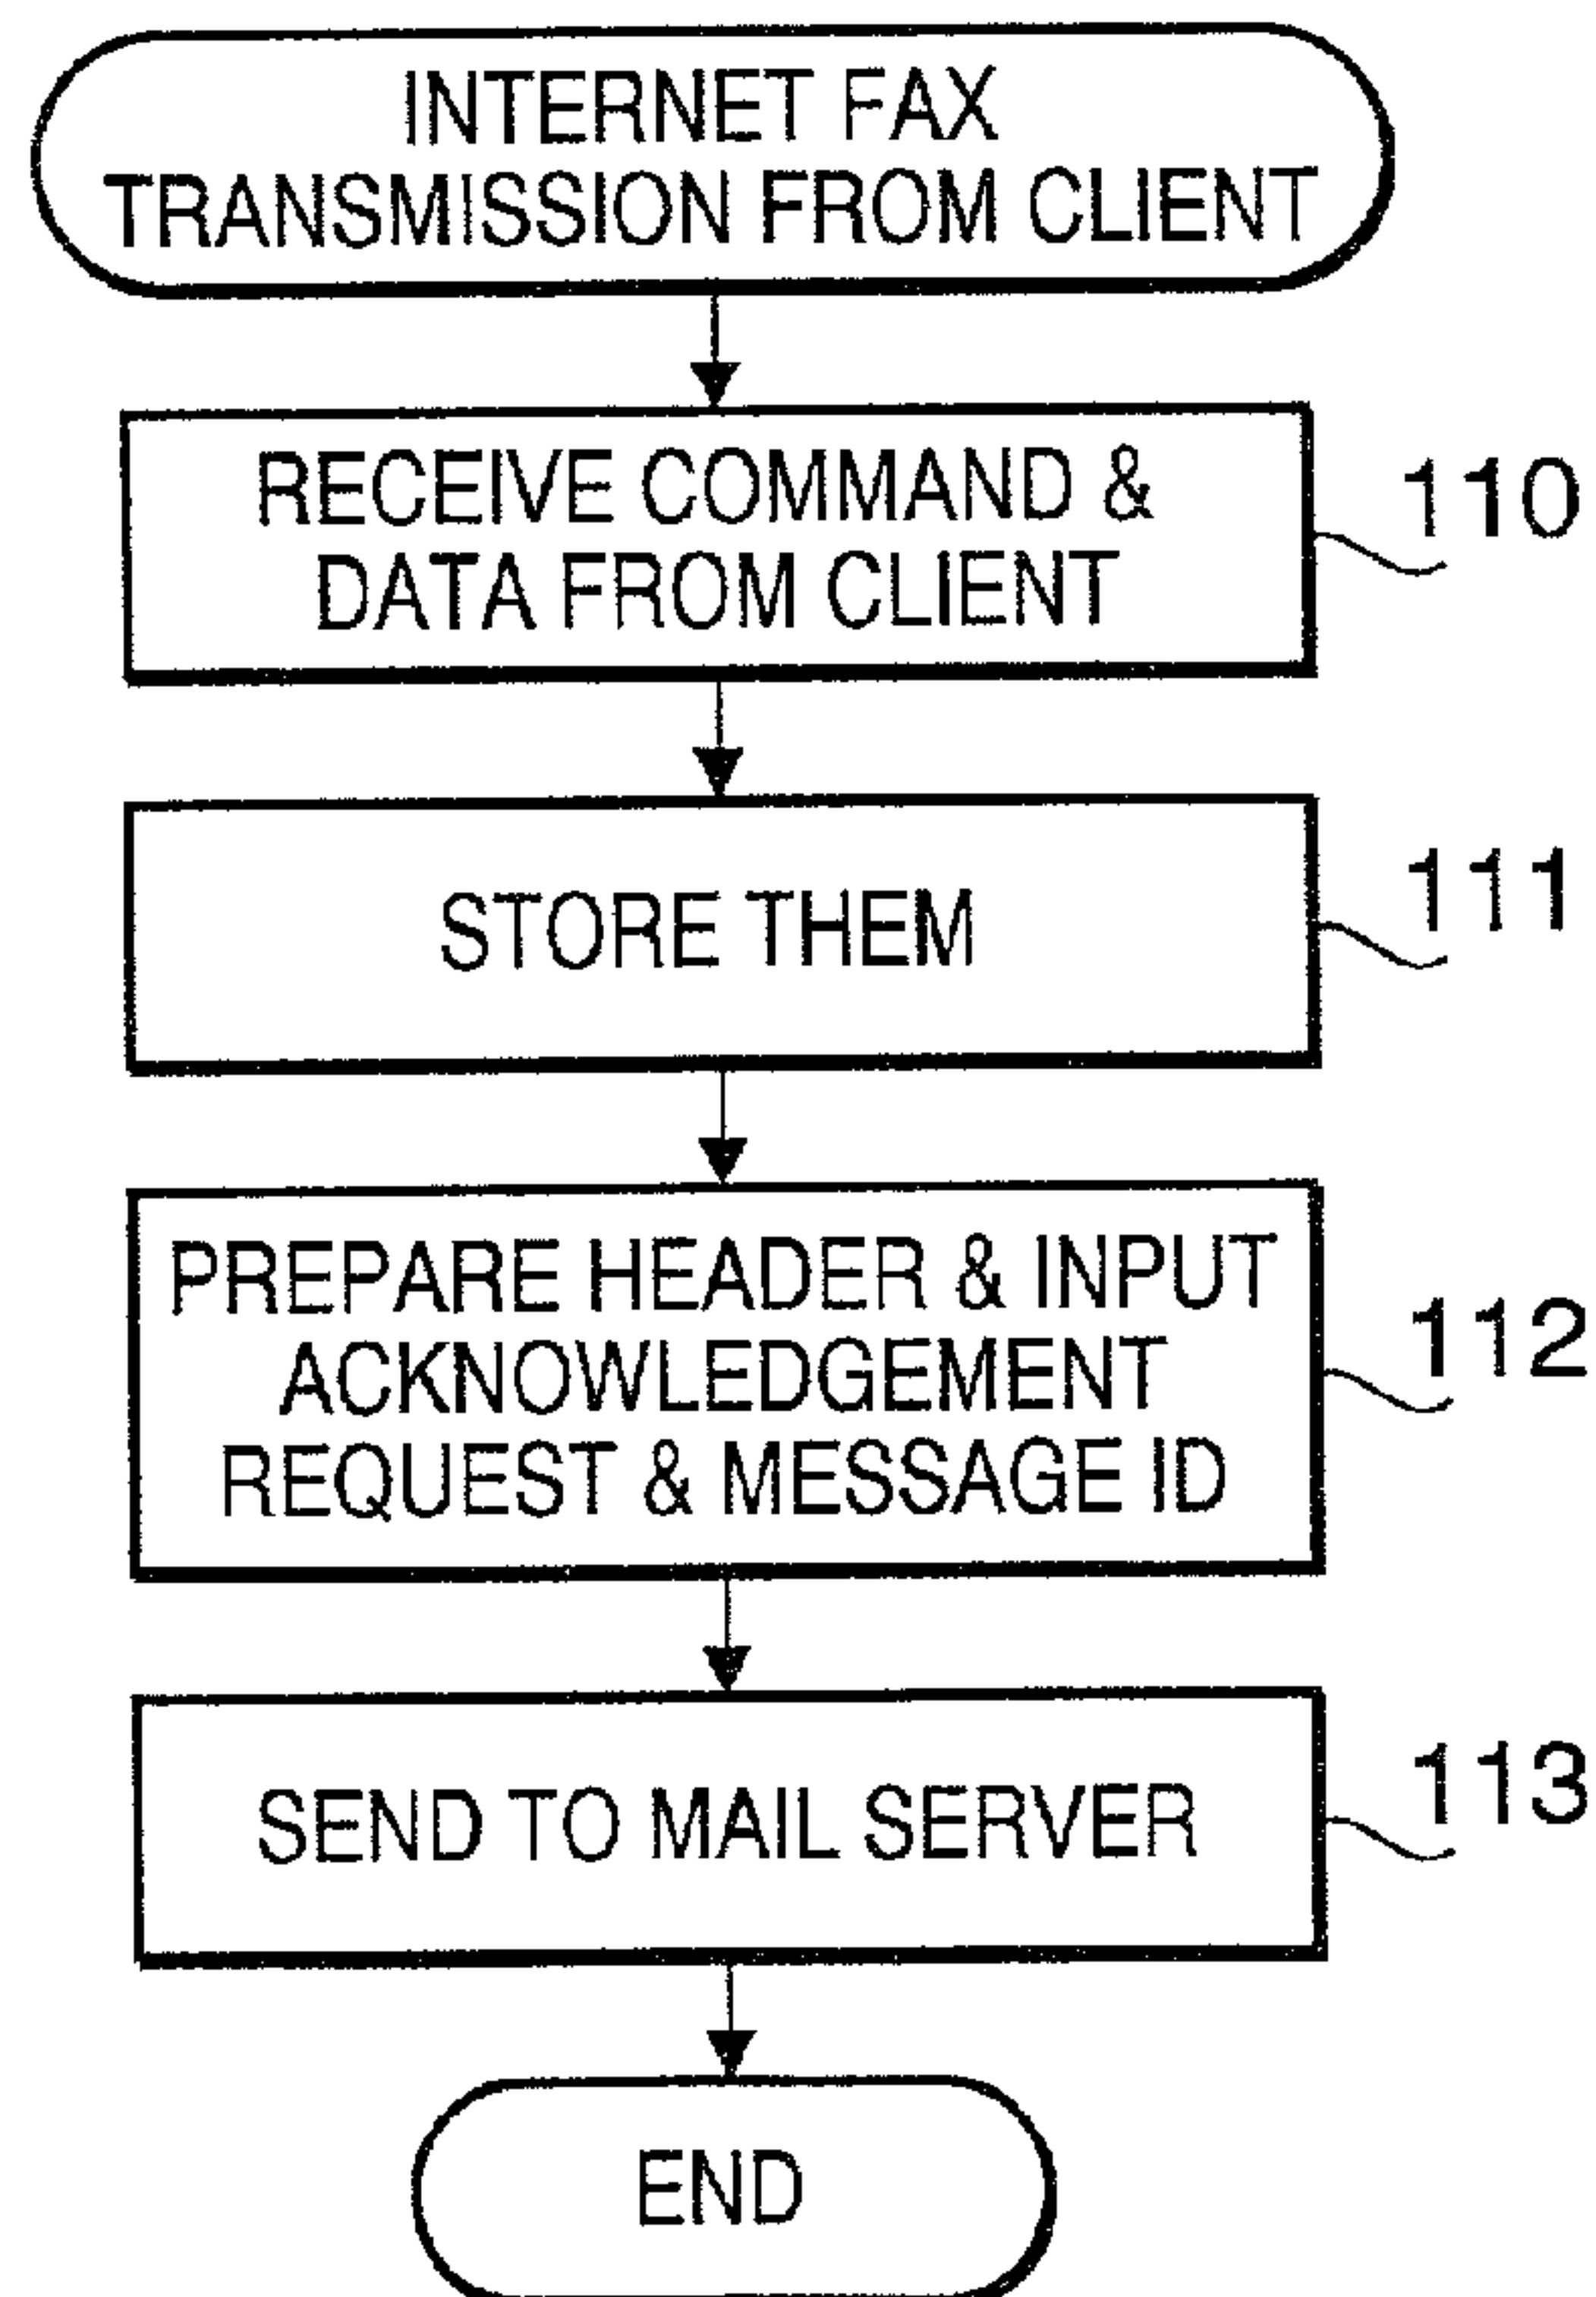 INTERNET FAX
TRANSMISSION FROM CLIENT
RECEIVE COMMAND &
DATA FROM CLIENT
110
STORE THEM
111
PREPARE HEADER & INPUT
ACKNOWLEDGEMENT
REQUEST & MESSAGE ID
112
SEND TO MAIL SERVER
113
END